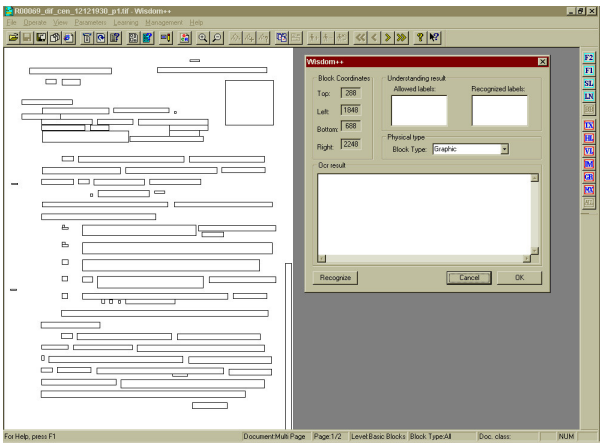 R00069_dif_cen_12121930_p1.tif - Wisdom++
File Operate View Parameters Learning Management Help
Wisdom++
Block Coordinates
Top: 288
Left: 1848
Bottom: 688
Right: 2248
Understanding result
Allowed labels:
Recognized labels:
Physical type
Block Type: Graphic
Ocr result
Recognize
Cancel
OK
F2
F1
SL
LN
TX
HL
VL
IM
GR
MX
For Help, press F1
Document:Multi Page
Page:1/2
Level:Basic Blocks
Block Type:All
Doc. class:
NUM